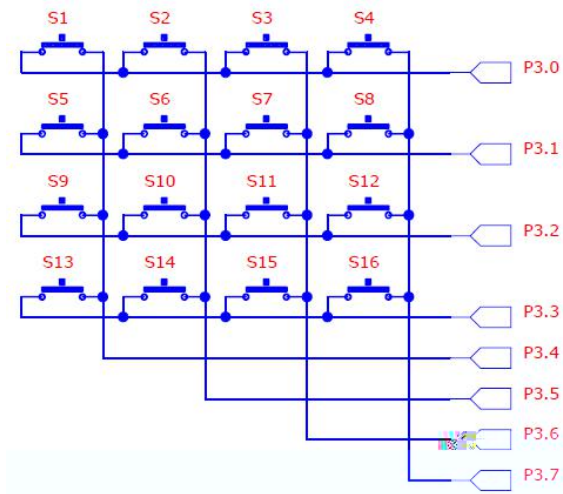 S1 S2 S3 S4
P3.0
S5 S6 S7 S8
P3.1
S9 S10 S11 S12
P3.2
S13 S14 S15 S16
P3.3
P3.4
P3.5
P3.6
P3.7